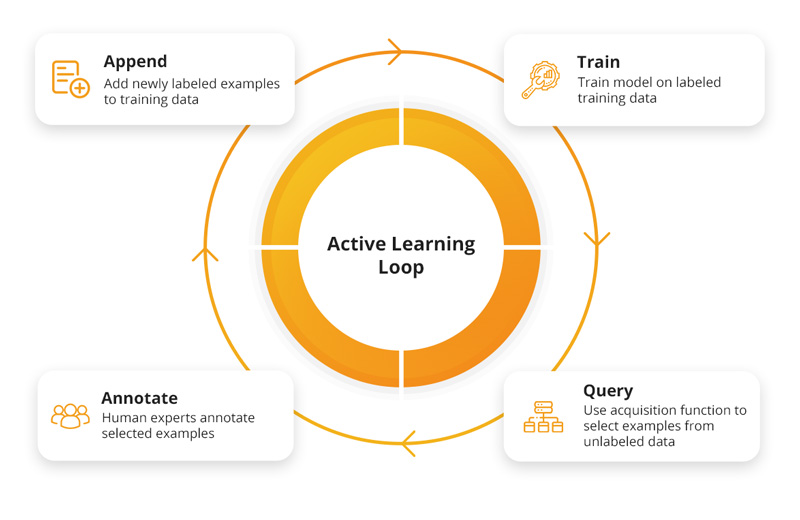 Append
Add newly labeled examples
to training data
Train
Train model on labeled
training data
Active Learning
Loop
Annotate
Human experts annotate
selected examples
Query
Use acquisition function to
select examples from
unlabeled data